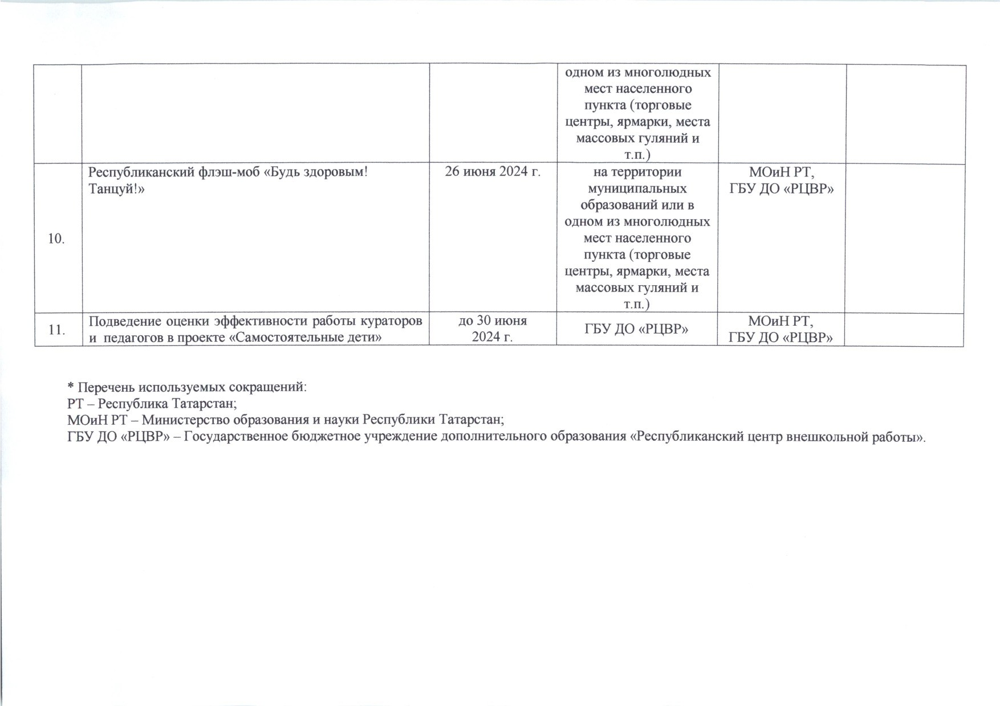 одном из многолюдных
мест населенного
пункта (торговые
центры, ярмарки, места
массовых гуляний и
т.п.)
10.
Республиканский флэш-моб «Будь здоровым!
Танцуй!»
26 июня 2024 г.
на территории
муниципальных
образований или в
одном из многолюдных
мест населенного
пункта (торговые
центры, ярмарки, места
массовых гуляний и
т.п.)
МОиН РТ,
ГБУ ДО «РЦВР»
11.
Подведение оценки эффективности работы кураторов
и педагогов в проекте «Самостоятельные дети»
до 30 июня
2024 г.
ГБУ ДО «РЦВР»
МОиН РТ,
ГБУ ДО «РЦВР»
* Перечень используемых сокращений:
РТ – Республика Татарстан;
МОиН РТ – Министерство образования и науки Республики Татарстан;
ГБУ ДО «РЦВР» – Государственное бюджетное учреждение дополнительного образования «Республиканский центр внешкольной работы».